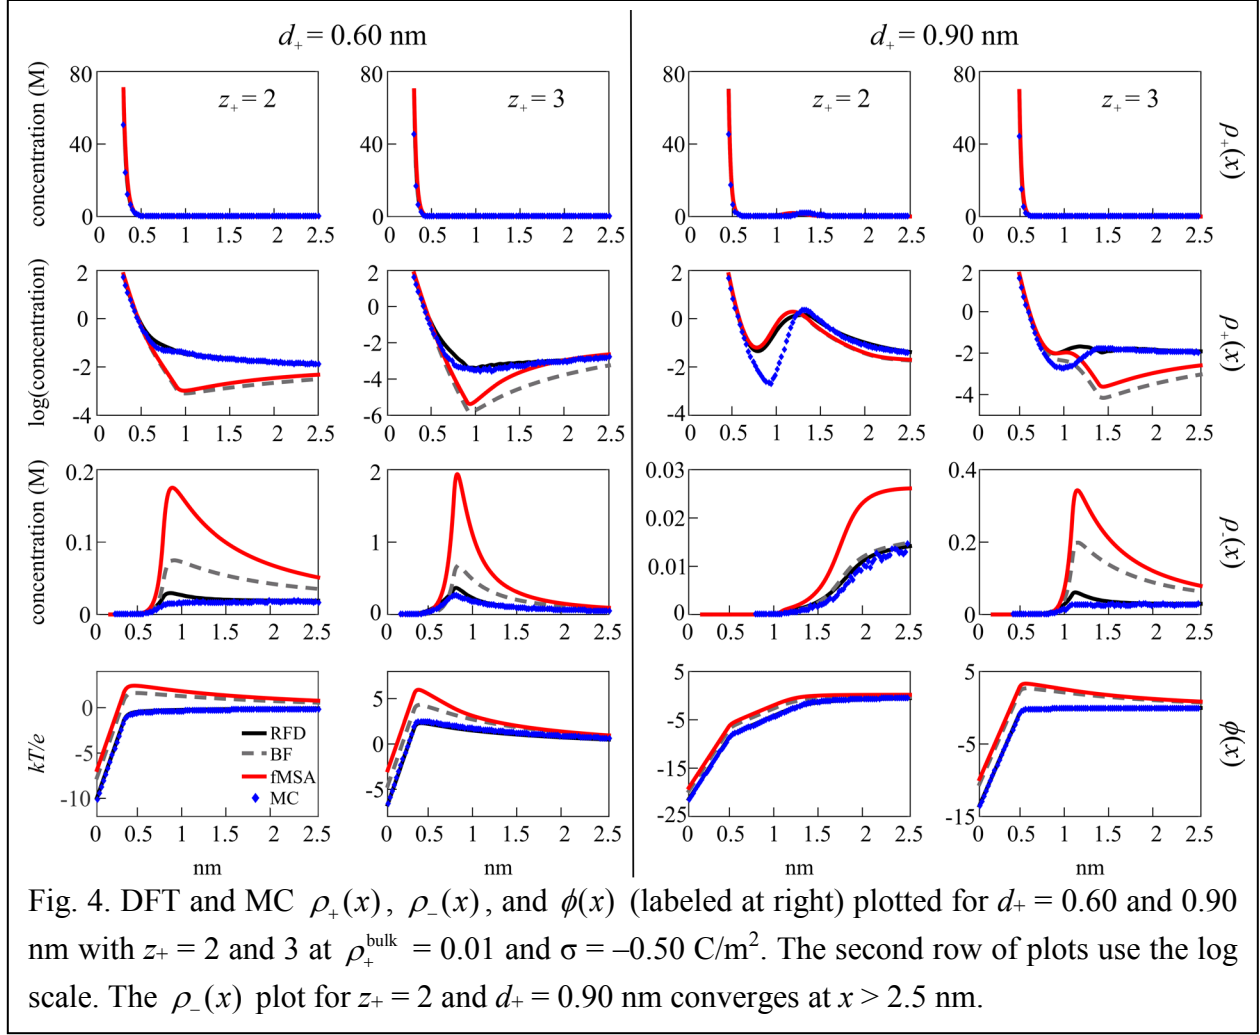 d₊ = 0.60 nm
d₊ = 0.90 nm
concentration (M)
80
40
0
0 0.5 1 1.5 2 2.5
z₊ = 2
0 0.5 1 1.5 2 2.5
z₊ = 3
80
40
0
0 0.5 1 1.5 2 2.5
z₊ = 2
0 0.5 1 1.5 2 2.5
z₊ = 3
ρ₊(x)
log(concentration)
2
0
-2
-4
0 0.5 1 1.5 2 2.5
2
0
-2
-4
-6
0 0.5 1 1.5 2 2.5
2
0
-2
-4
0 0.5 1 1.5 2 2.5
2
0
-2
-4
0 0.5 1 1.5 2 2.5
ρ₊(x)
concentration (M)
0.2
0.1
0
0 0.5 1 1.5 2 2.5
2
1
0
0 0.5 1 1.5 2 2.5
0.03
0.02
0.01
0
0 0.5 1 1.5 2 2.5
0.4
0.2
0
0 0.5 1 1.5 2 2.5
ρ₋(x)
kT/e
0
-5
-10
0 0.5 1 1.5 2 2.5
RFD
BF
fMSA
MC
5
0
-5
0 0.5 1 1.5 2 2.5
5
-5
-15
-25
0 0.5 1 1.5 2 2.5
5
-5
-15
0 0.5 1 1.5 2 2.5
ϕ(x)
nm
nm
nm
nm
Fig. 4. DFT and MC ρ₊(x), ρ₋(x), and ϕ(x) (labeled at right) plotted for d₊ = 0.60 and 0.90
nm with z₊ = 2 and 3 at ρ₊^bulk = 0.01 and σ = –0.50 C/m². The second row of plots use the log
scale. The ρ₋(x) plot for z₊ = 2 and d₊ = 0.90 nm converges at x > 2.5 nm.